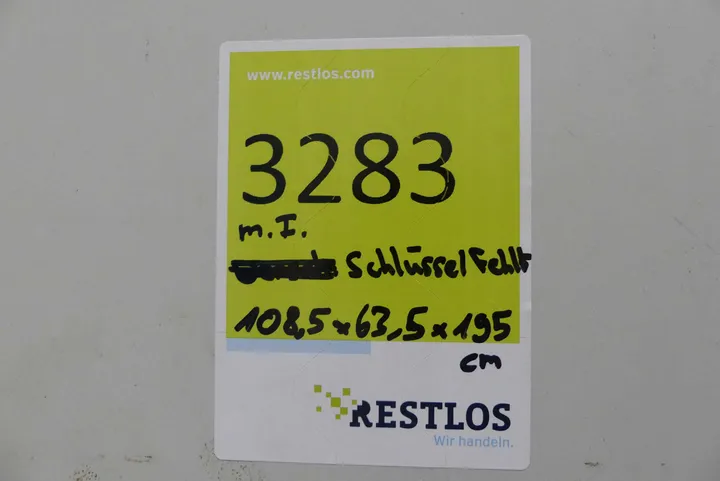 www.restlos.com
3283
m. I.
Schlüssel Fehlt
108,5 x 63,5 x 195
cm
RESTLOS
Wir handeln.